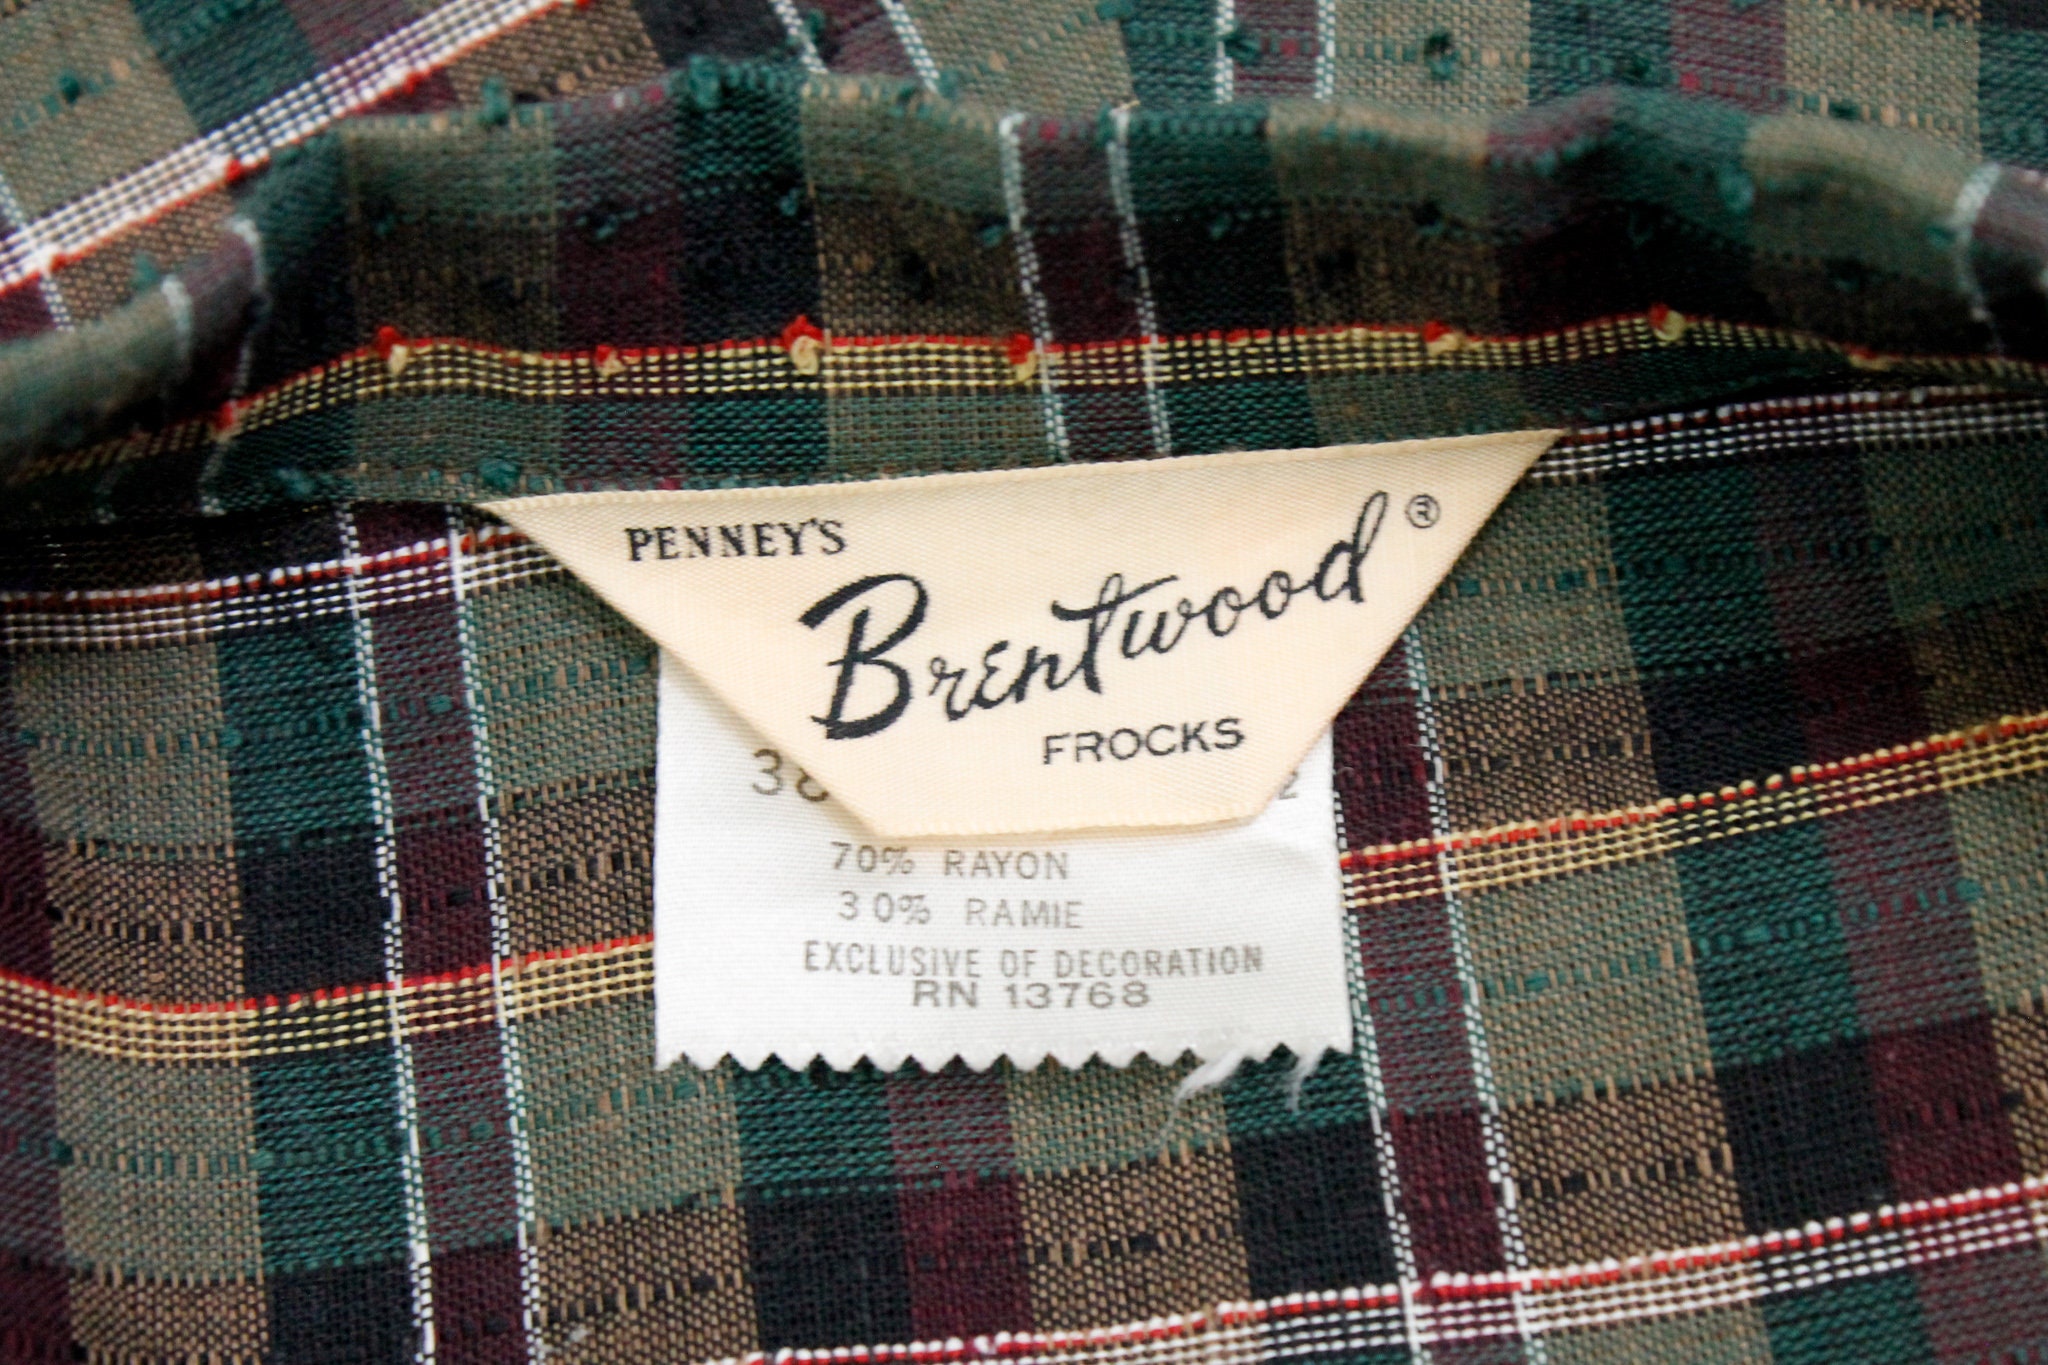 PENNEY'S
Brentwood®
FROCKS
70% RAYON
30% RAMIE
EXCLUSIVE OF DECORATION
RN 13768